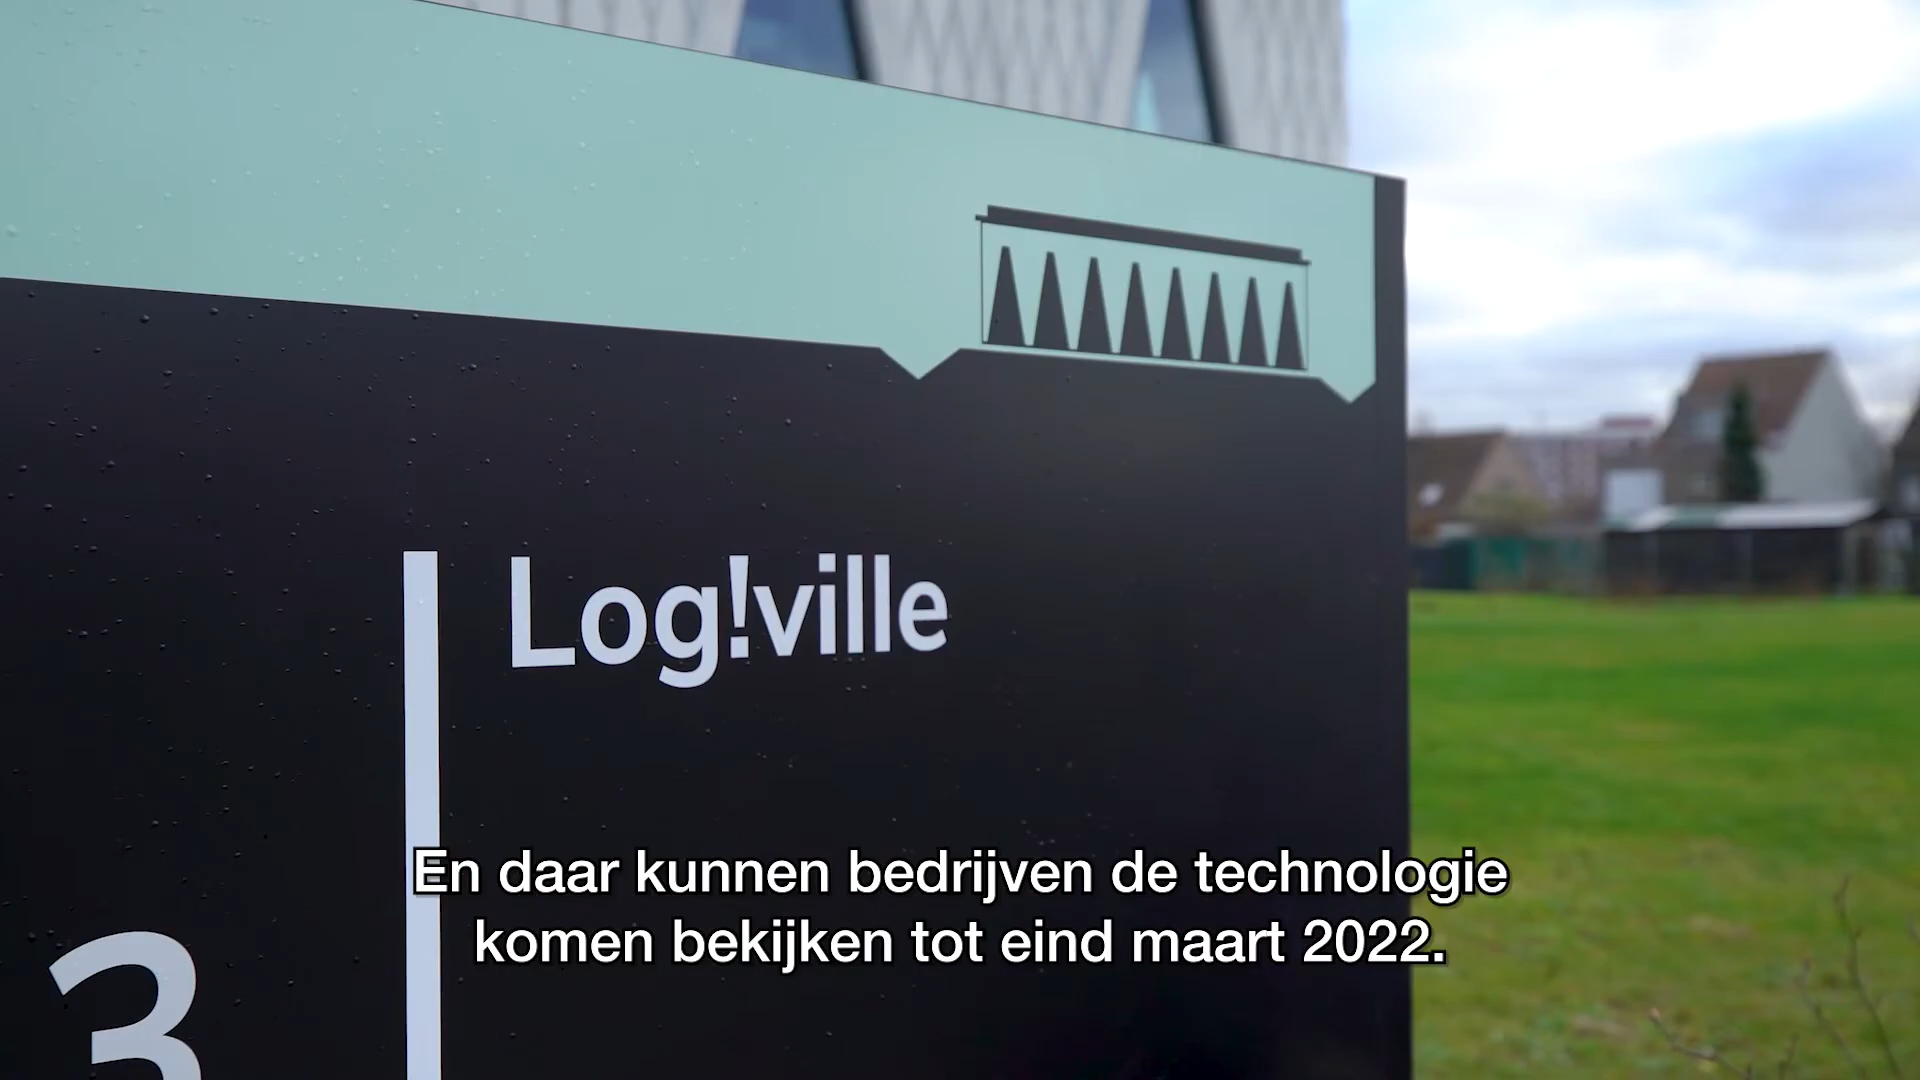 Log!ville
3
En daar kunnen bedrijven de technologie
komen bekijken tot eind maart 2022.